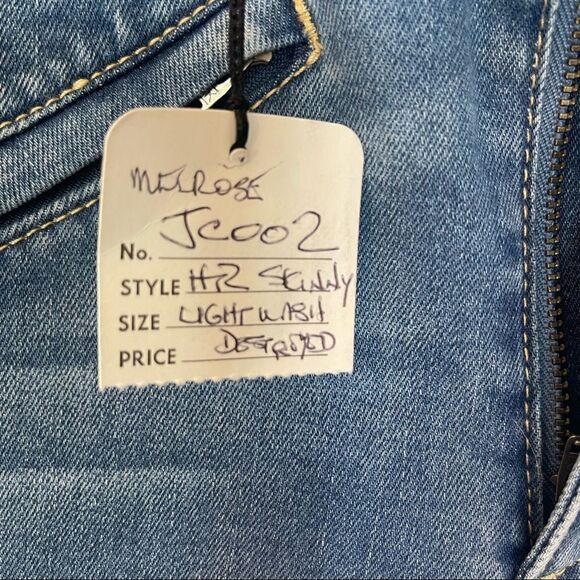 MELROSE
No. JC002
STYLE HR SKINNY
SIZE LIGHT WASH
PRICE DESTROYED